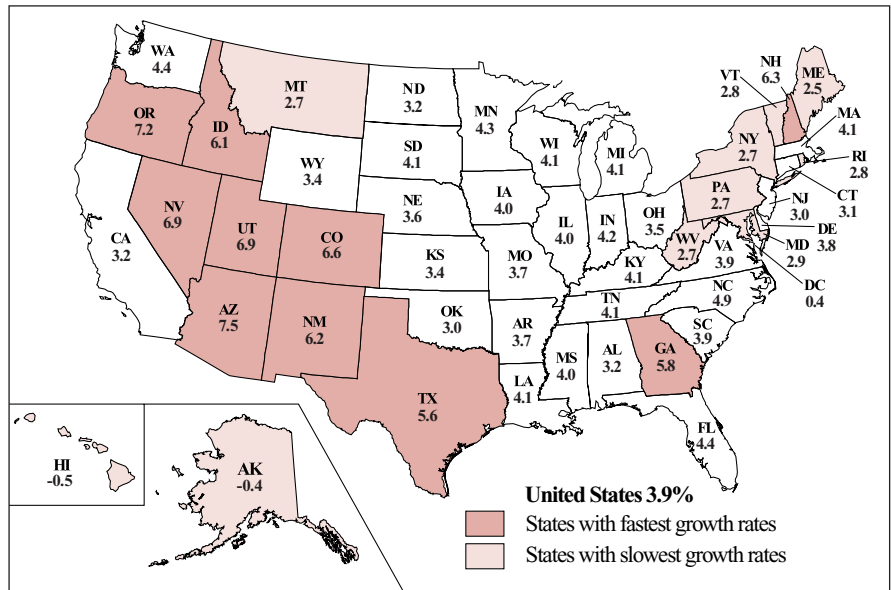 WA
4.4
OR
7.2
ID
6.1
MT
2.7
ND
3.2
MN
4.3
SD
4.1
WY
3.4
NE
3.6
IA
4.0
WI
4.1
MI
4.1
NV
6.9
UT
6.9
CO
6.6
CA
3.2
KS
3.4
MO
3.7
IL
4.0
IN
4.2
OH
3.5
KY
4.1
WV
2.7
VA
3.9
PA
2.7
NY
2.7
VT
2.8
NH
6.3
ME
2.5
MA
4.1
RI
2.8
CT
3.1
NJ
3.0
DE
3.8
MD
2.9
DC
0.4
AZ
7.5
NM
6.2
OK
3.0
AR
3.7
TN
4.1
NC
4.9
SC
3.9
TX
5.6
LA
4.1
MS
4.0
AL
3.2
GA
5.8
FL
4.4
HI
-0.5
AK
-0.4
United States 3.9%
States with fastest growth rates
States with slowest growth rates